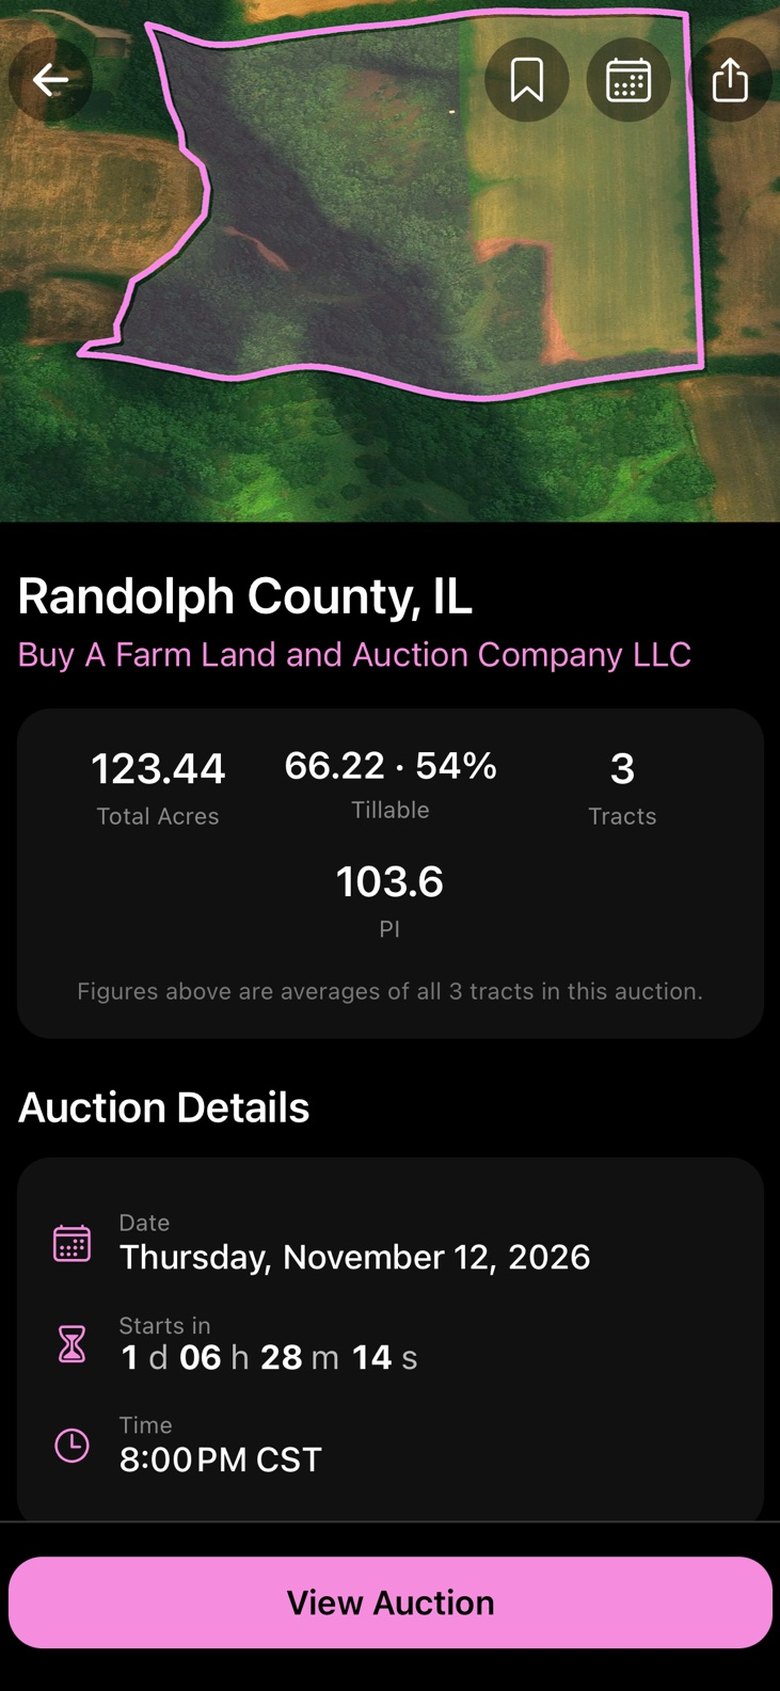 Randolph County, IL
Buy A Farm Land and Auction Company LLC
123.44
Total Acres
66.22 · 54%
Tillable
3
Tracts
103.6
PI
Figures above are averages of all 3 tracts in this auction.
Auction Details
Date
Thursday, November 12, 2026
Starts in
1 d 06 h 28 m 14 s
Time
8:00 PM CST
View Auction